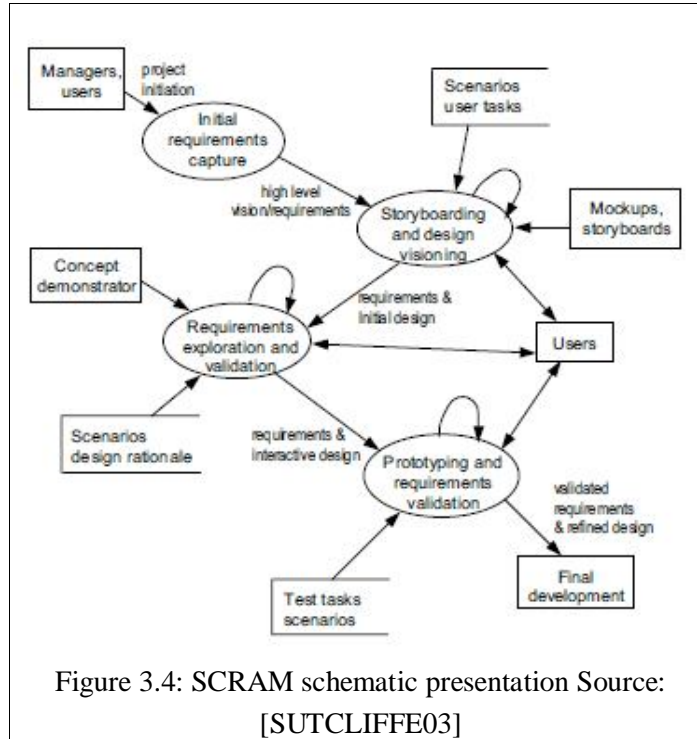 Managers,
users
project
initiation
Initial
requirements
capture
Scenarios
user tasks
high level
vision/requirements
Storyboarding
and design
visioning
Mockups,
storyboards
Concept
demonstrator
requirements &
Initial design
Requirements
exploration and
validation
Users
Scenarios
design rationale
requirements &
interactive design
Prototyping and
requirements
validation
validated
requirements
& refined design
Test tasks
scenarios
Final
development
Figure 3.4: SCRAM schematic presentation Source:
[SUTCLIFFE03]